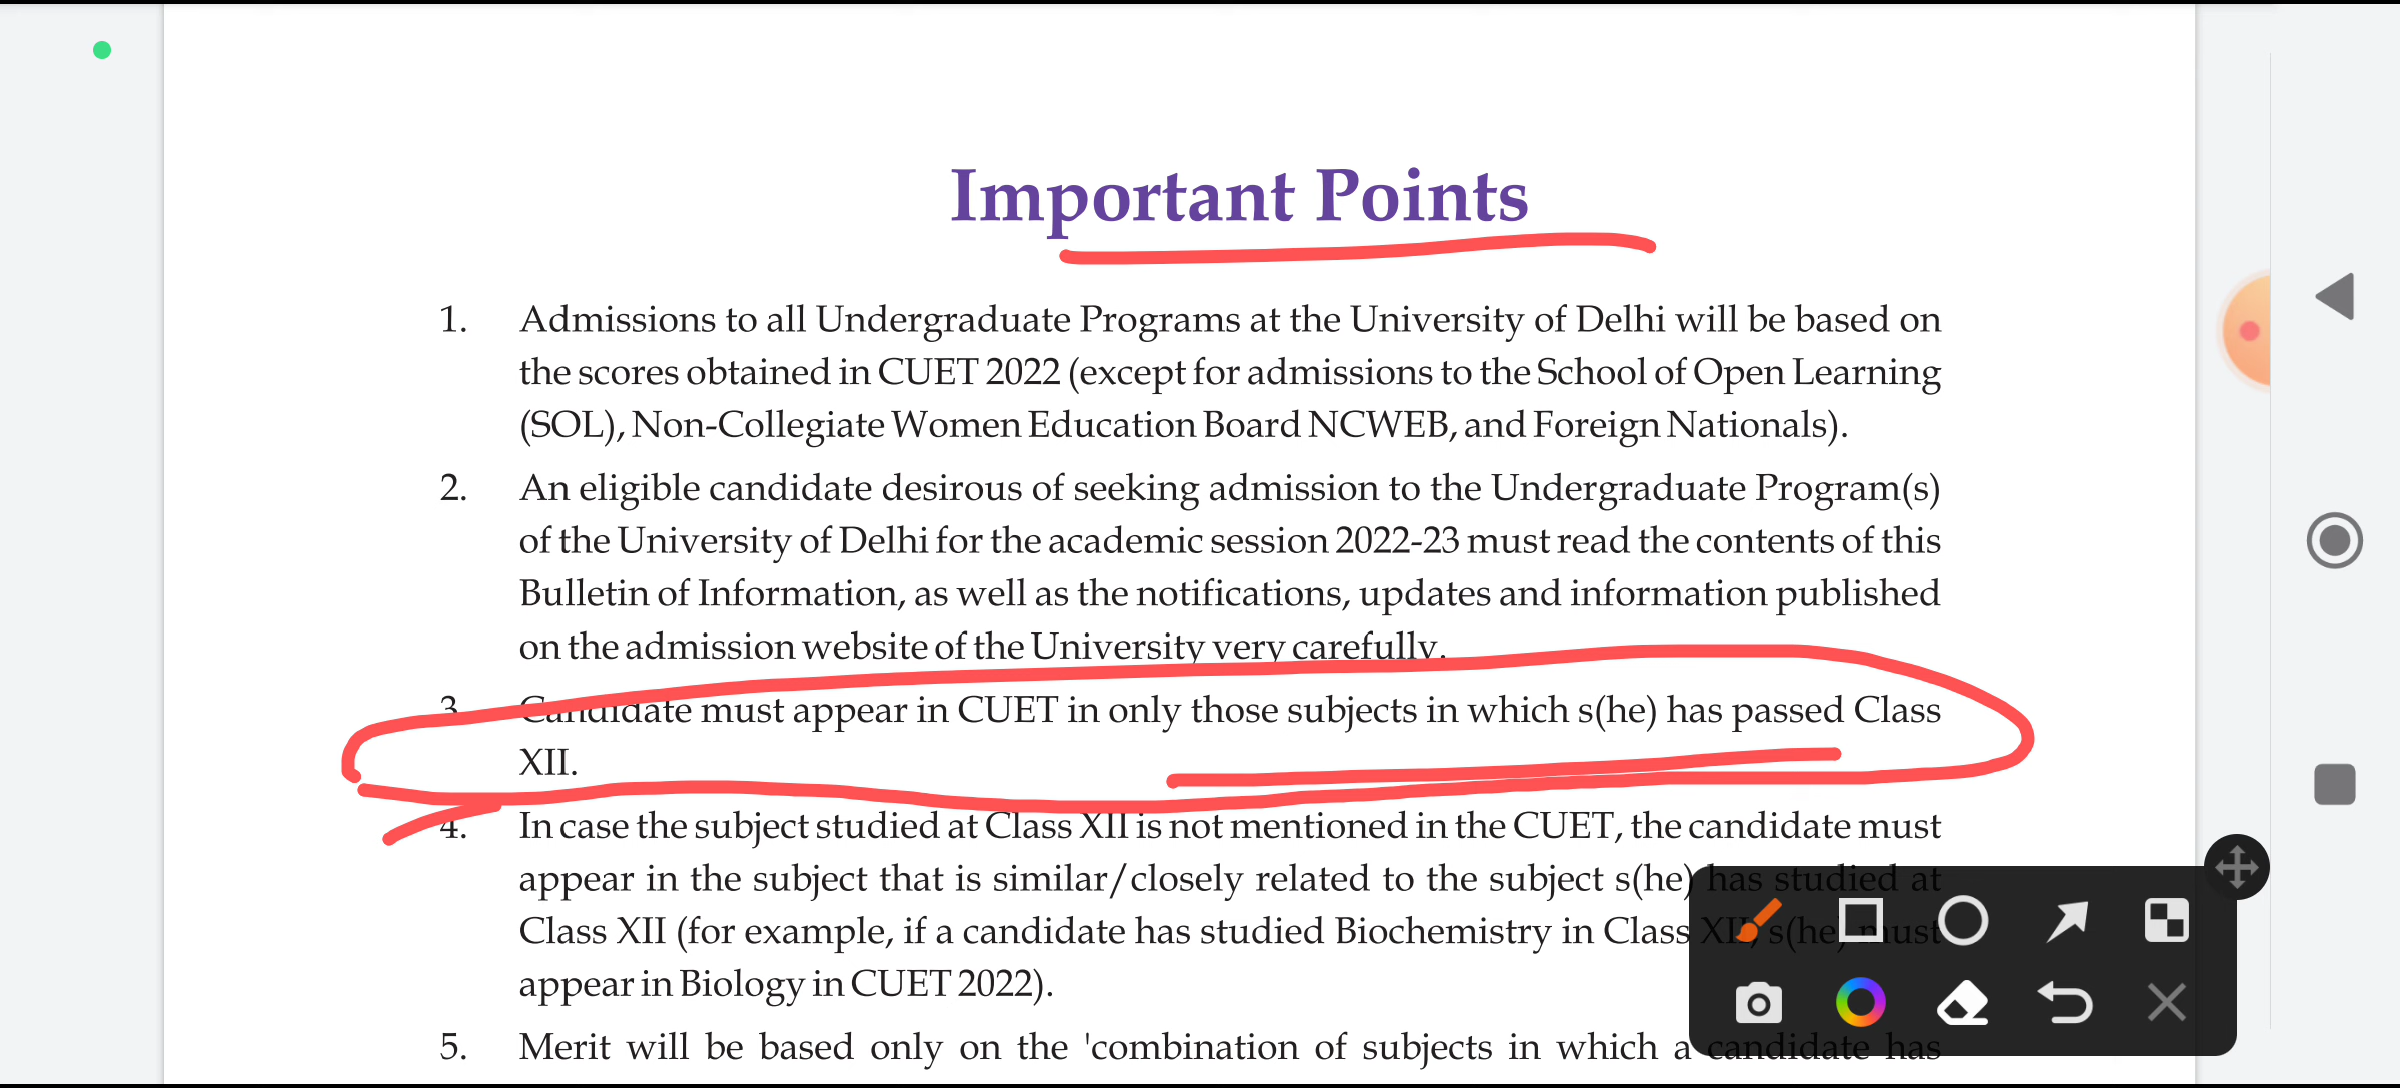 Important Points
1. Admissions to all Undergraduate Programs at the University of Delhi will be based on
the scores obtained in CUET 2022 (except for admissions to the School of Open Learning
(SOL), Non-Collegiate Women Education Board NCWEB, and Foreign Nationals).
2. An eligible candidate desirous of seeking admission to the Undergraduate Program(s)
of the University of Delhi for the academic session 2022-23 must read the contents of this
Bulletin of Information, as well as the notifications, updates and information published
on the admission website of the University very carefully.
3. Candidate must appear in CUET in only those subjects in which s(he) has passed Class
XII.
4. In case the subject studied at Class XII is not mentioned in the CUET, the candidate must
appear in the subject that is similar/closely related to the subject s(he) has studied at
Class XII (for example, if a candidate has studied Biochemistry in Class XII, s(he) must
appear in Biology in CUET 2022).
5. Merit will be based only on the 'combination of subjects in which a candidate has